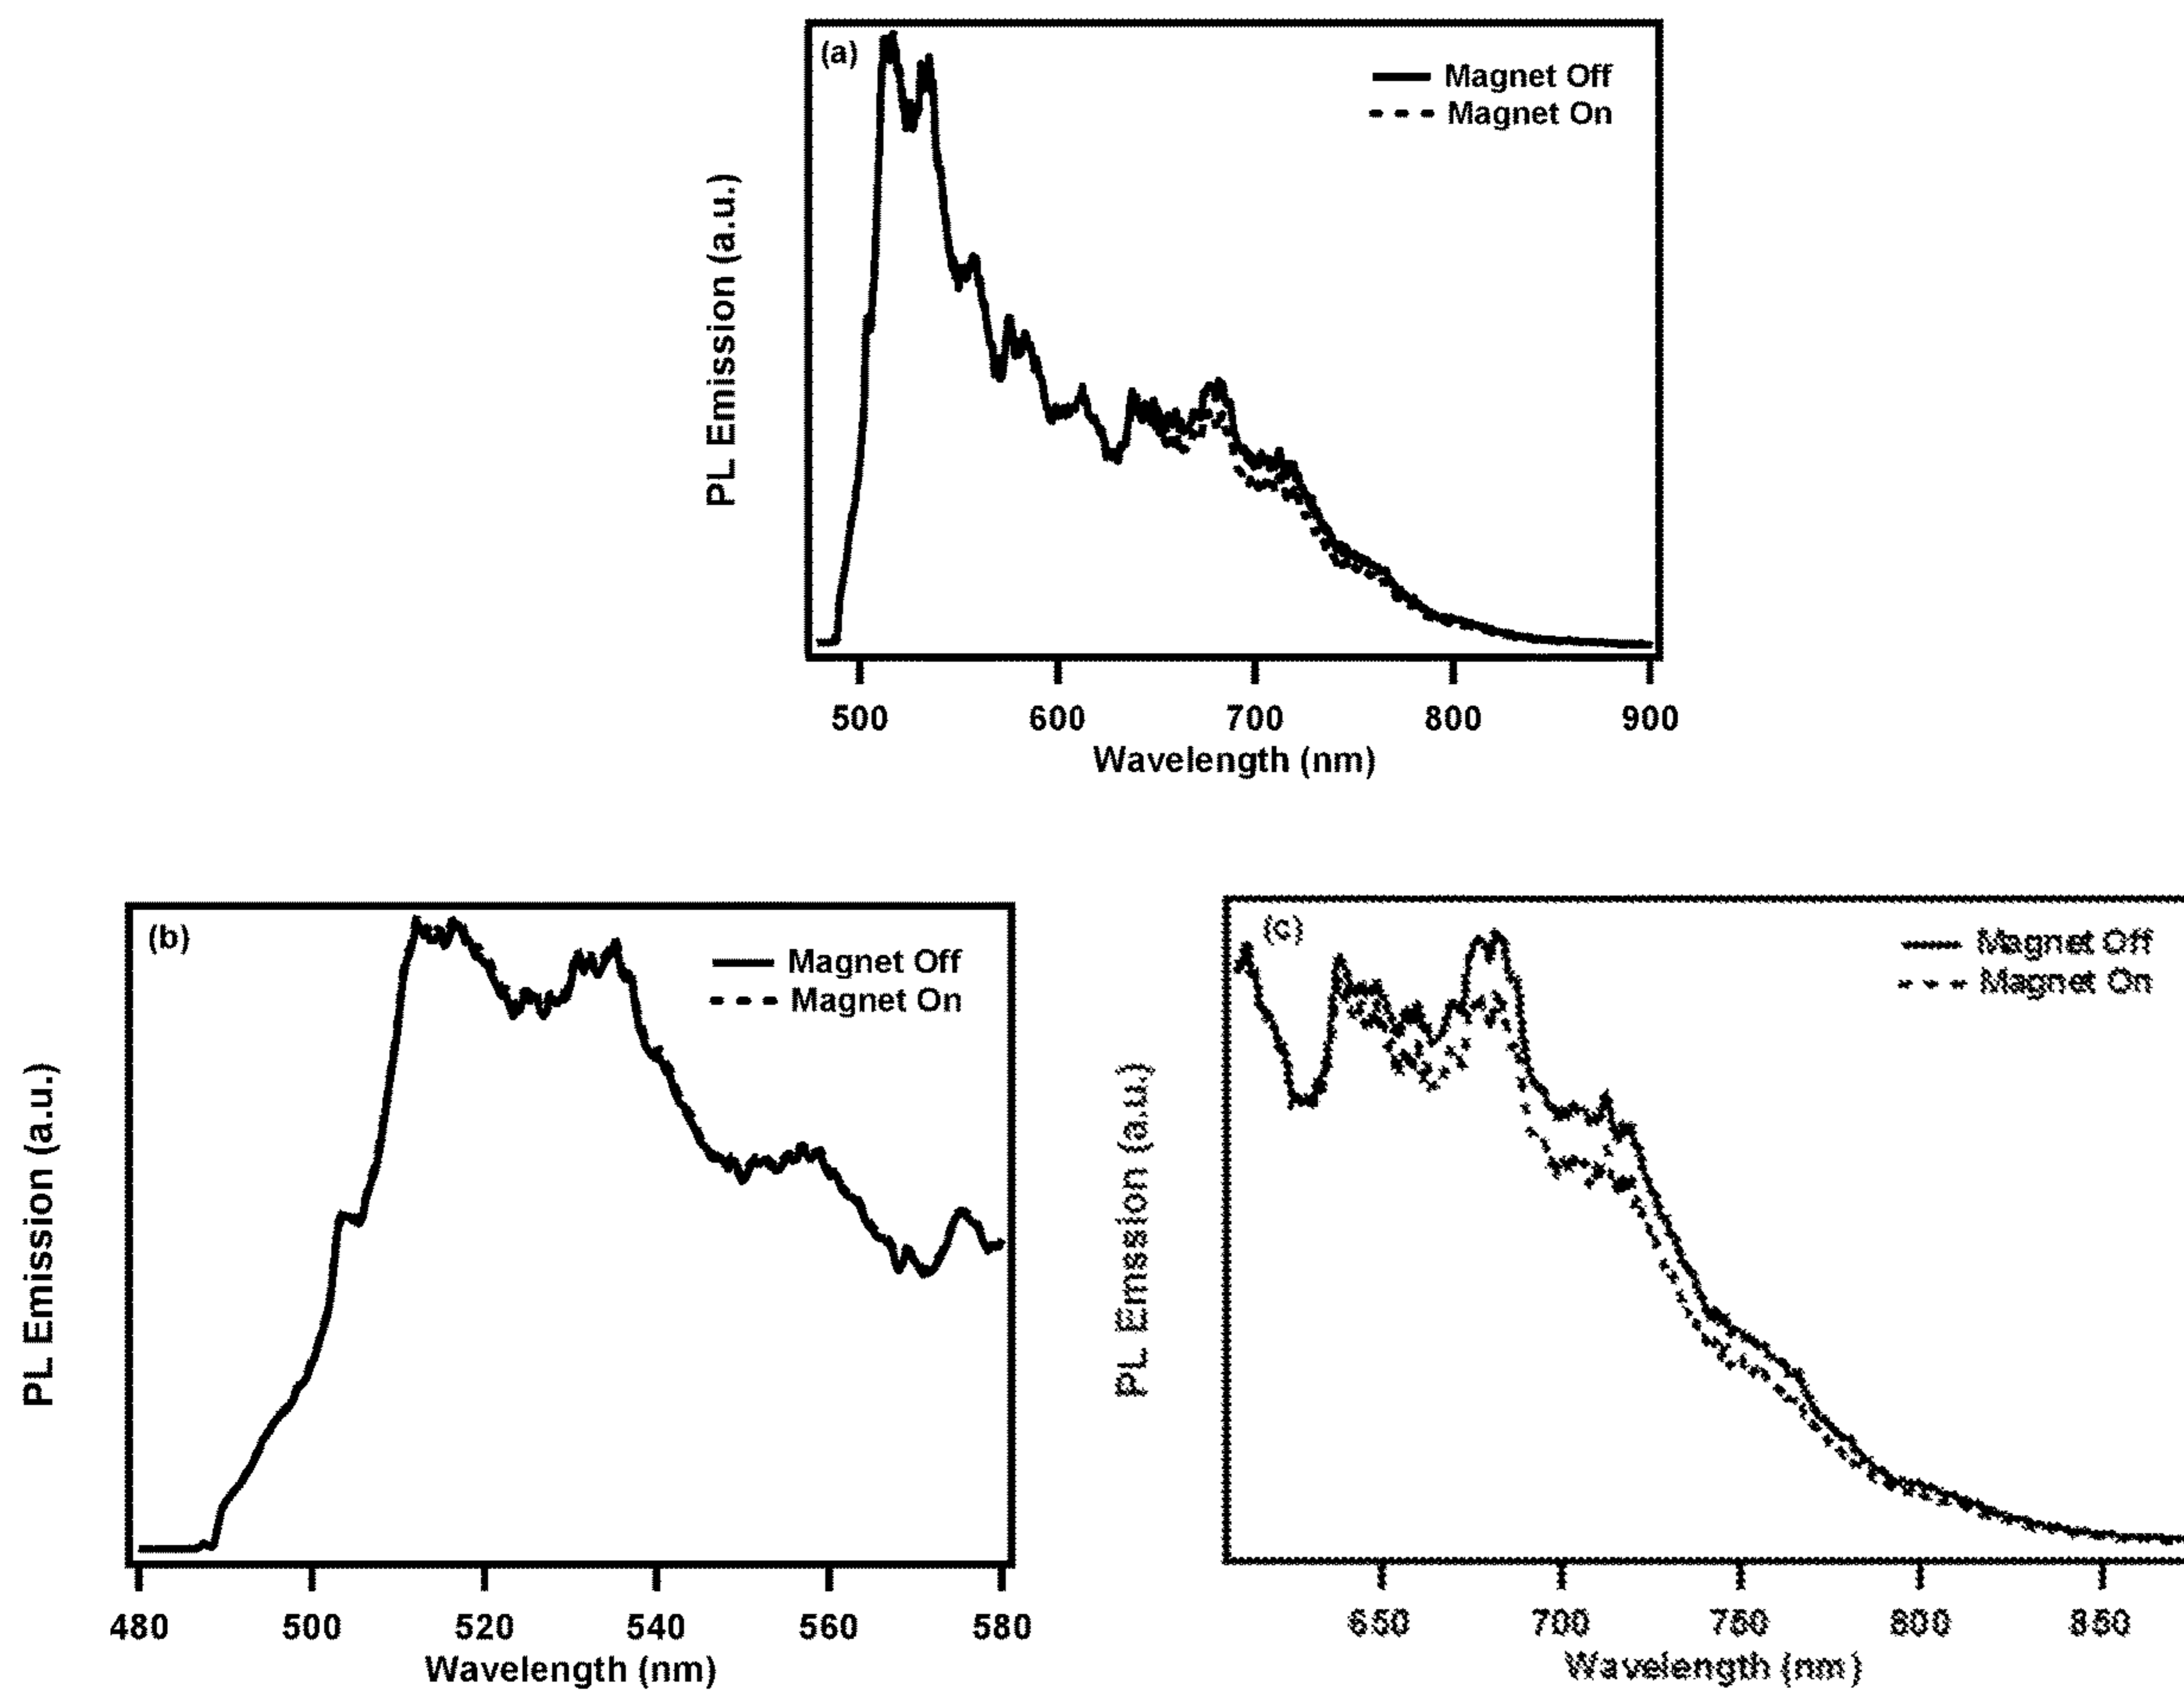 (a)
Magnet Off
Magnet On
PL Emission (a.u.)
500 600 700 800 900
Wavelength (nm)
(b)
Magnet Off
Magnet On
PL Emission (a.u.)
480 500 520 540 560 580
Wavelength (nm)
(c)
Magnet Off
Magnet On
PL Emssion (a.u.)
650 700 750 800 850
Wavelength (nm)